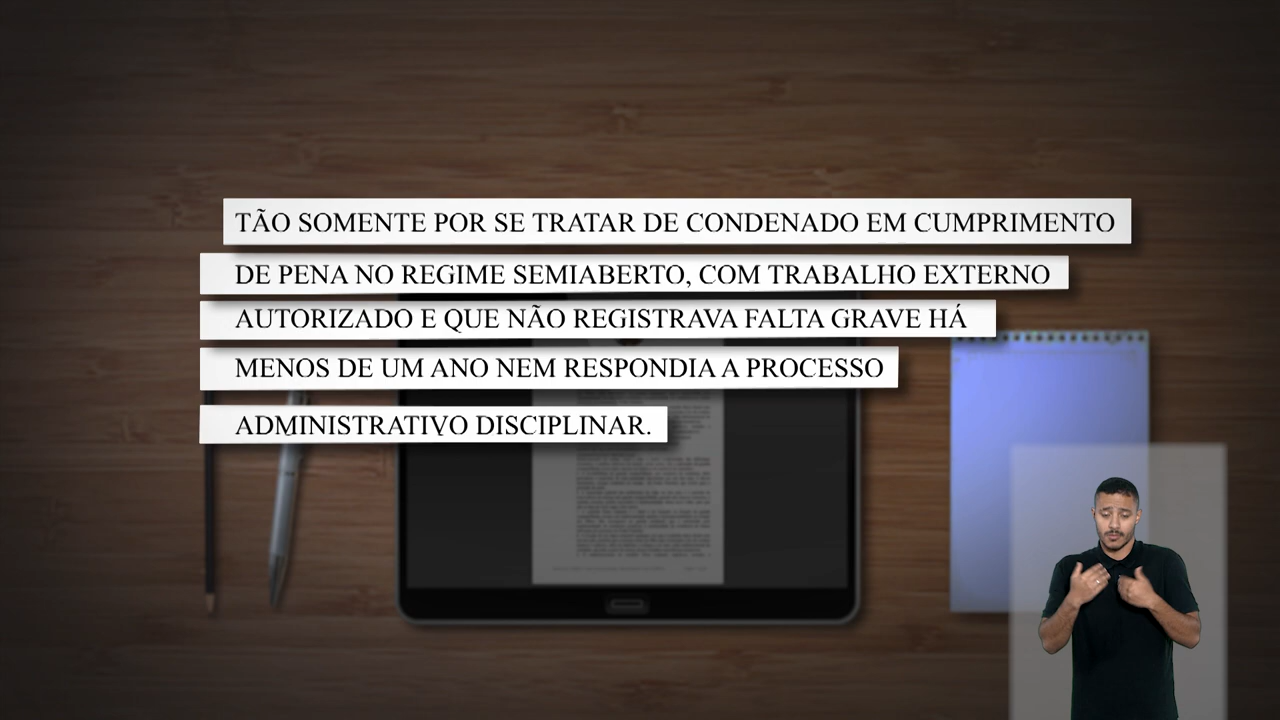 TÃO SOMENTE POR SE TRATAR DE CONDENADO EM CUMPRIMENTO
DE PENA NO REGIME SEMIABERTO, COM TRABALHO EXTERNO
AUTORIZADO E QUE NÃO REGISTRAVA FALTA GRAVE HÁ
MENOS DE UM ANO NEM RESPONDIA A PROCESSO
ADMINISTRATIVO DISCIPLINAR.